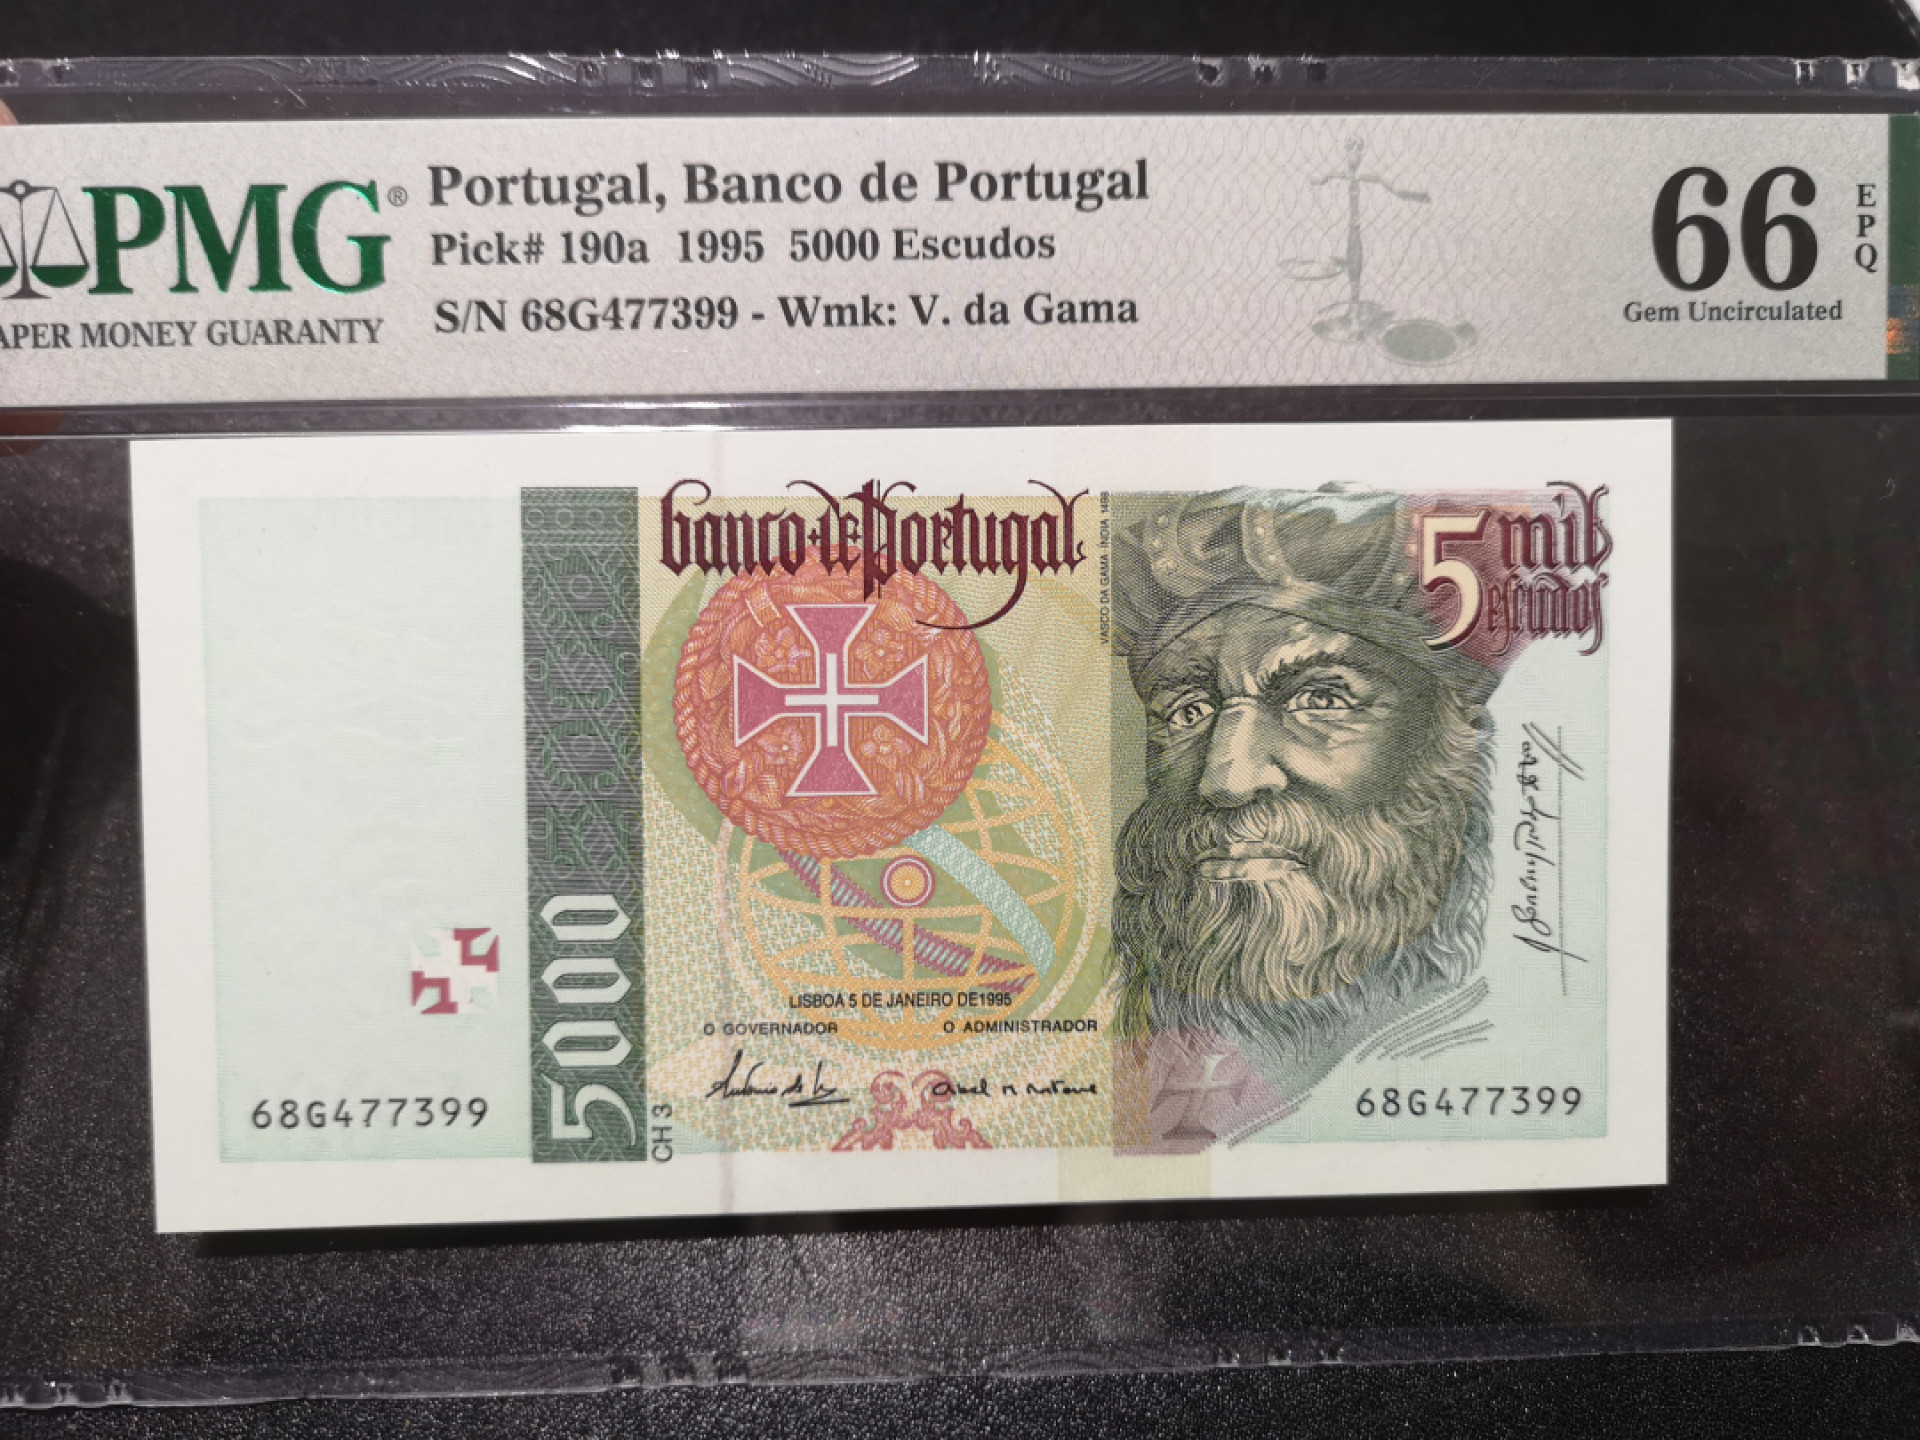 PMG®
APER MONEY GUARANTY
Portugal, Banco de Portugal
Pick# 190a 1995 5000 Escudos
S/N 68G477399 - Wmk: V. da Gama
66
EPQ
Gem Uncirculated
banco de Portugal
5 mil
escudos
VASCO DA GAMA · ÍNDIA 1498
5000
LISBOA 5 DE JANEIRO DE 1995
O GOVERNADOR
O ADMINISTRADOR
CH 3
68G477399
68G477399